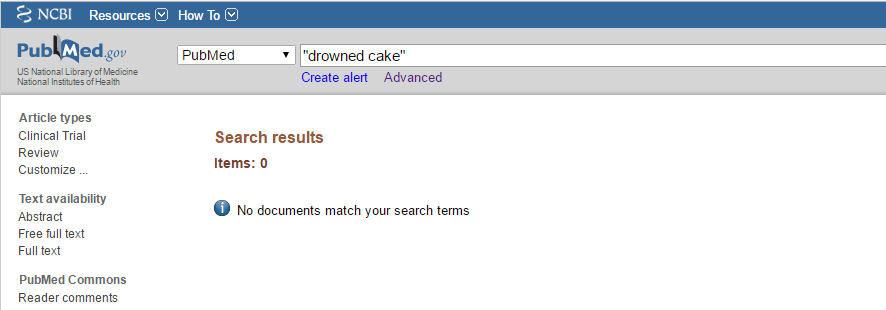 NCBI Resources How To
PubMed.gov
US National Library of Medicine
National Institutes of Health
PubMed
"drowned cake"
Create alert Advanced
Article types
Clinical Trial
Review
Customize ...
Text availability
Abstract
Free full text
Full text
PubMed Commons
Reader comments
Search results
Items: 0
No documents match your search terms